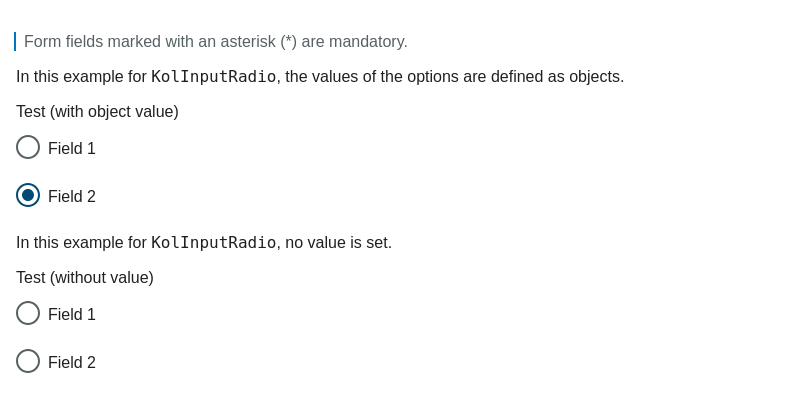 Form fields marked with an asterisk (*) are mandatory.
In this example for KolInputRadio, the values of the options are defined as objects.
Test (with object value)
Field 1
Field 2
In this example for KolInputRadio, no value is set.
Test (without value)
Field 1
Field 2